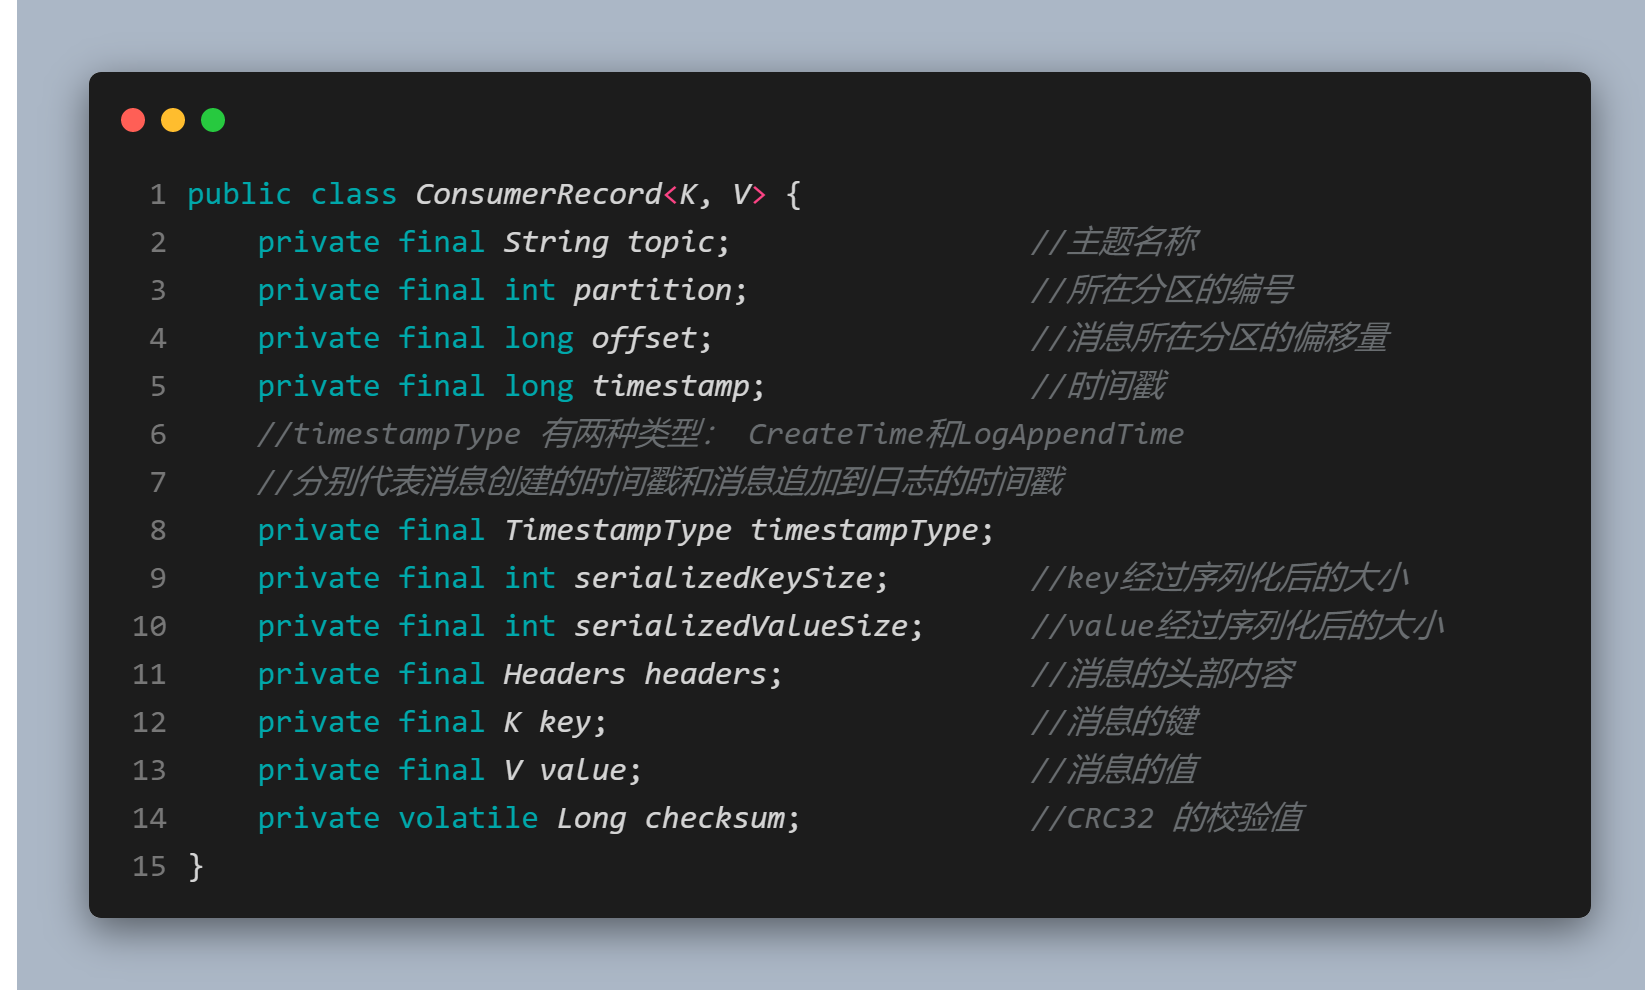 1 public class ConsumerRecord<K, V> {
2 private final String topic; //主题名称
3 private final int partition; //所在分区的编号
4 private final long offset; //消息所在分区的偏移量
5 private final long timestamp; //时间戳
6 //timestampType 有两种类型： CreateTime和LogAppendTime
7 //分别代表消息创建的时间戳和消息追加到日志的时间戳
8 private final TimestampType timestampType;
9 private final int serializedKeySize; //key经过序列化后的大小
10 private final int serializedValueSize; //value经过序列化后的大小
11 private final Headers headers; //消息的头部内容
12 private final K key; //消息的键
13 private final V value; //消息的值
14 private volatile Long checksum; //CRC32 的校验值
15 }